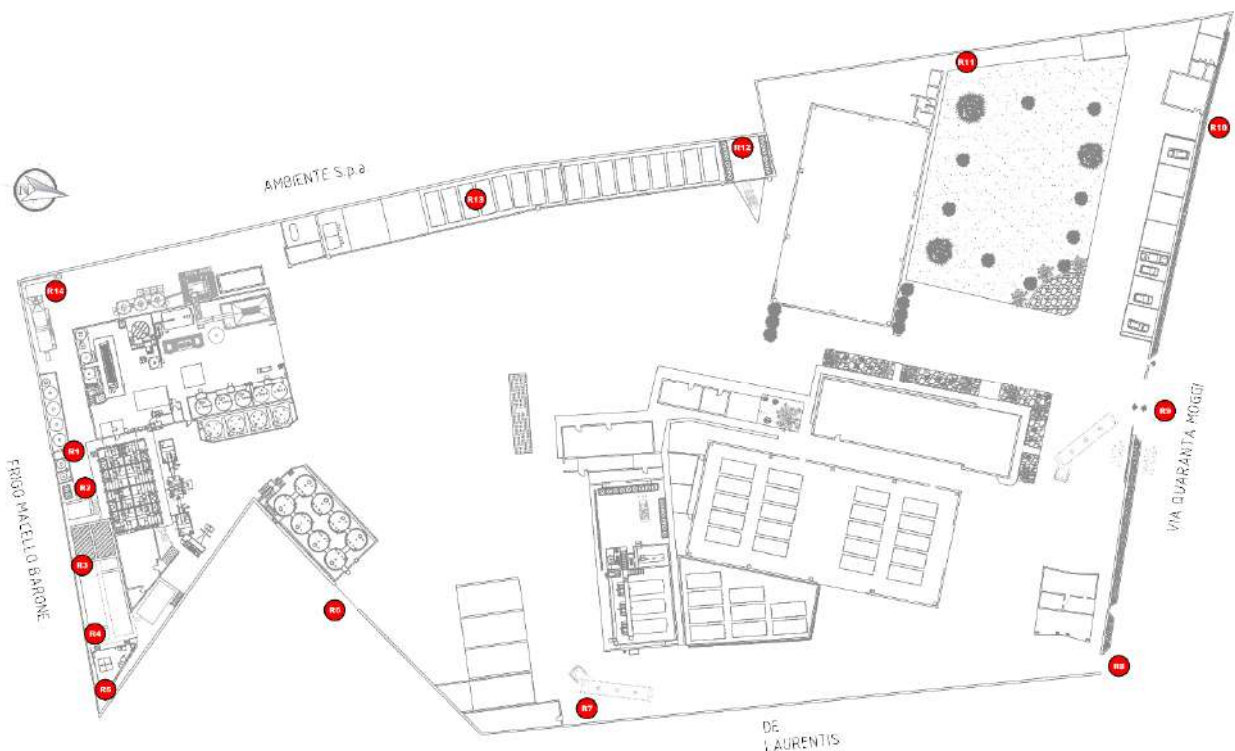 R11
R10
R12
AMBIENTE S.p.a
R13
N
R14
R9
VIA QUARANTA MOGGI
R1
R2
FRIGO MACELLO BARONE
R3
R6
R4
R8
R5
R7
DE
LAURENTIS